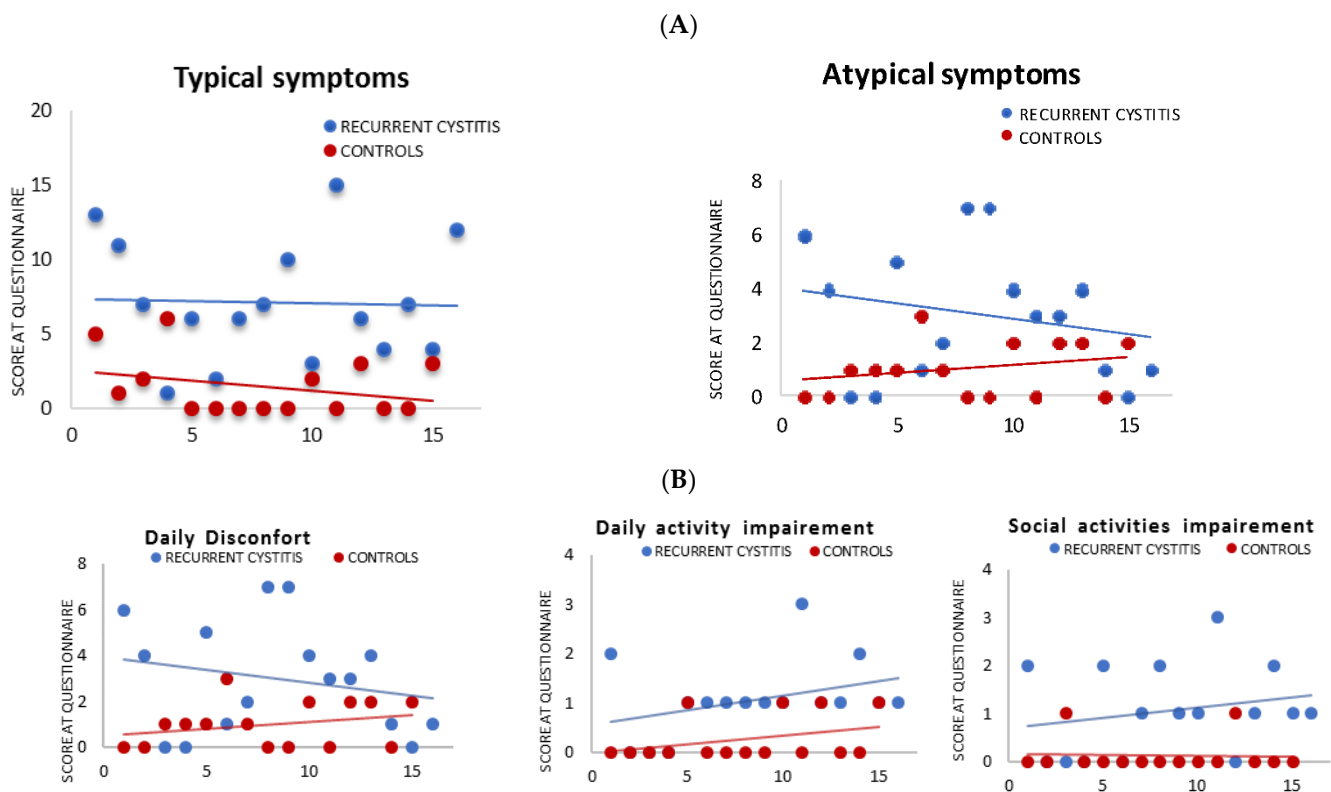 (A)
Typical symptoms
RECURRENT CYSTITIS
CONTROLS
SCORE AT QUESTIONNAIRE
20
15
10
5
0
0 5 10 15
Atypical symptoms
RECURRENT CYSTITIS
CONTROLS
SCORE AT QUESTIONNAIRE
8
6
4
2
0
0 5 10 15
(B)
Daily Disconfort
RECURRENT CYSTITIS CONTROLS
SCORE AT QUESTIONNAIRE
8
6
4
2
0
0 5 10 15
Daily activity impairement
RECURRENT CYSTITIS CONTROLS
SCORE AT QUESTIONNAIRE
4
3
2
1
0
0 5 10 15
Social activities impairement
RECURRENT CYSTITIS CONTROLS
SCORE AT QUESTIONNAIRE
4
3
2
1
0
0 5 10 15